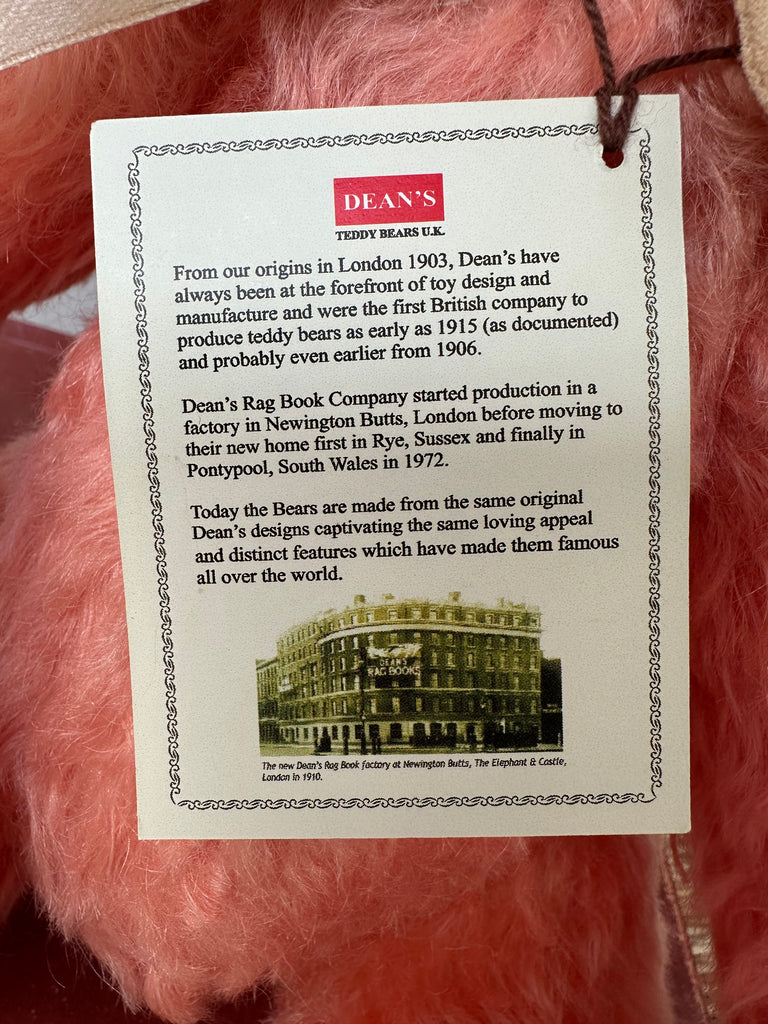 DEAN'S
TEDDY BEARS U.K.
From our origins in London 1903, Dean's have
always been at the forefront of toy design and
manufacture and were the first British company to
produce teddy bears as early as 1915 (as documented)
and probably even earlier from 1906.
Dean's Rag Book Company started production in a
factory in Newington Butts, London before moving to
their new home first in Rye, Sussex and finally in
Pontypool, South Wales in 1972.
Today the Bears are made from the same original
Dean's designs captivating the same loving appeal
and distinct features which have made them famous
all over the world.
DEAN'S
RAG BOOKS
The new Dean's Rag Book factory at Newington Butts, The Elephant & Castle,
London in 1910.